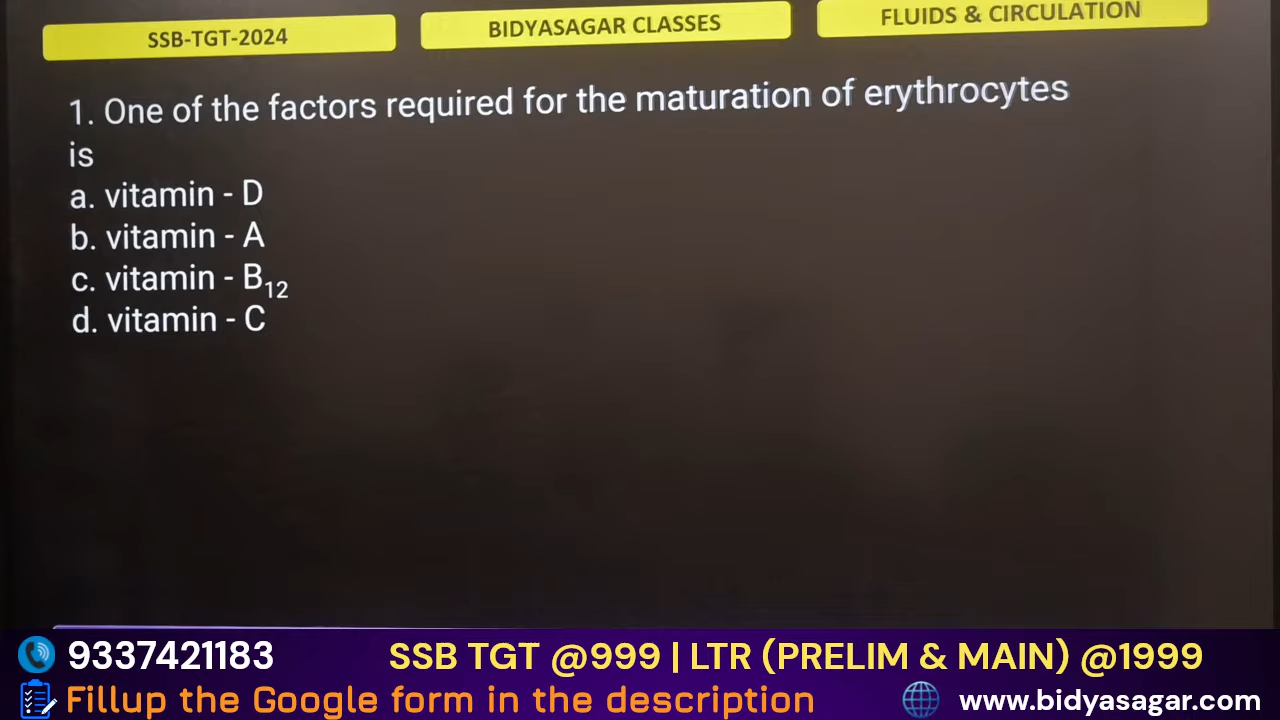 SSB-TGT-2024
BIDYASAGAR CLASSES
FLUIDS & CIRCULATION
1. One of the factors required for the maturation of erythrocytes
is
a. vitamin - D
b. vitamin - A
c. vitamin - B₁₂
d. vitamin - C
9337421183
SSB TGT @999 | LTR (PRELIM & MAIN) @1999
Fillup the Google form in the description
www.bidyasagar.com